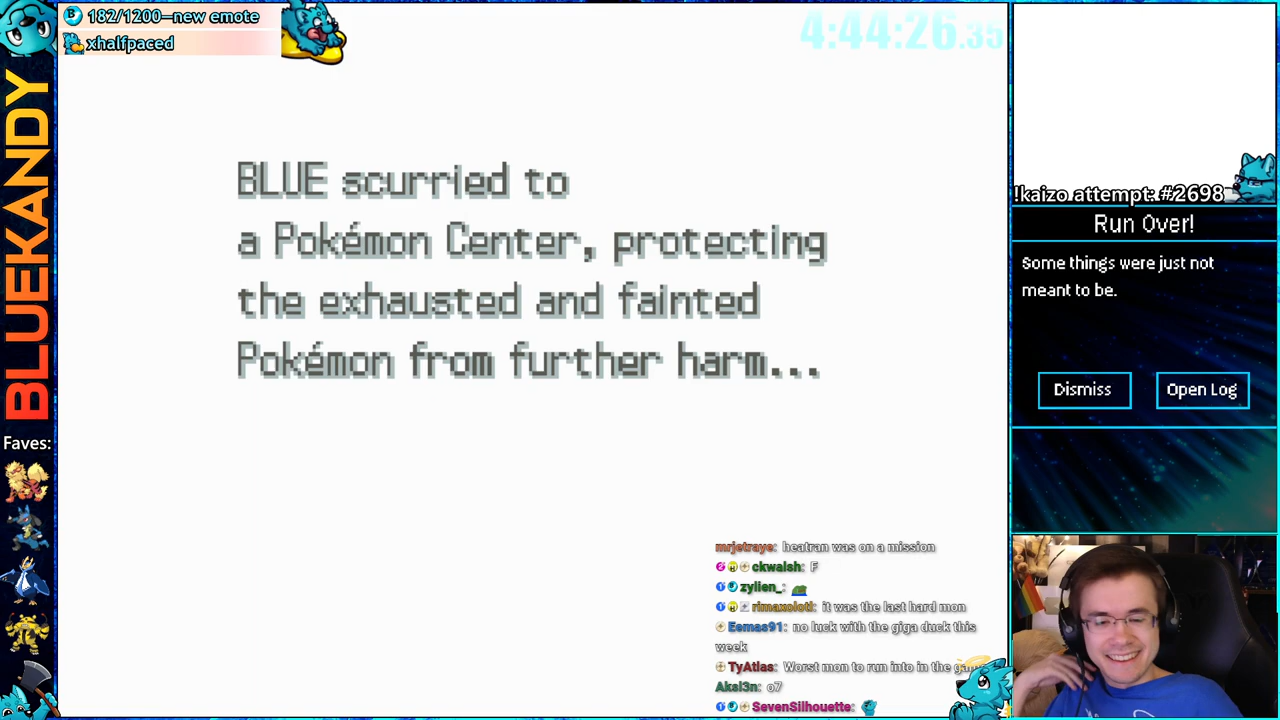 182/1200—new emote
xhalfpaced
4:44:26.35
BLUEKANDY
Faves:
BLUE scurried to
a Pokémon Center, protecting
the exhausted and fainted
Pokémon from further harm...
!kaizo attempt: #2698
Run Over!
Some things were just not
meant to be.
Dismiss
Open Log
mrjetraye: heatran was on a mission
ckwalsh: F
zylien_:
rimaxolotl: it was the last hard mon
Eemas91: no luck with the giga duck this
week
TyAtlas: Worst mon to run into in the
Aksi3n: o7
SevenSilhouette: